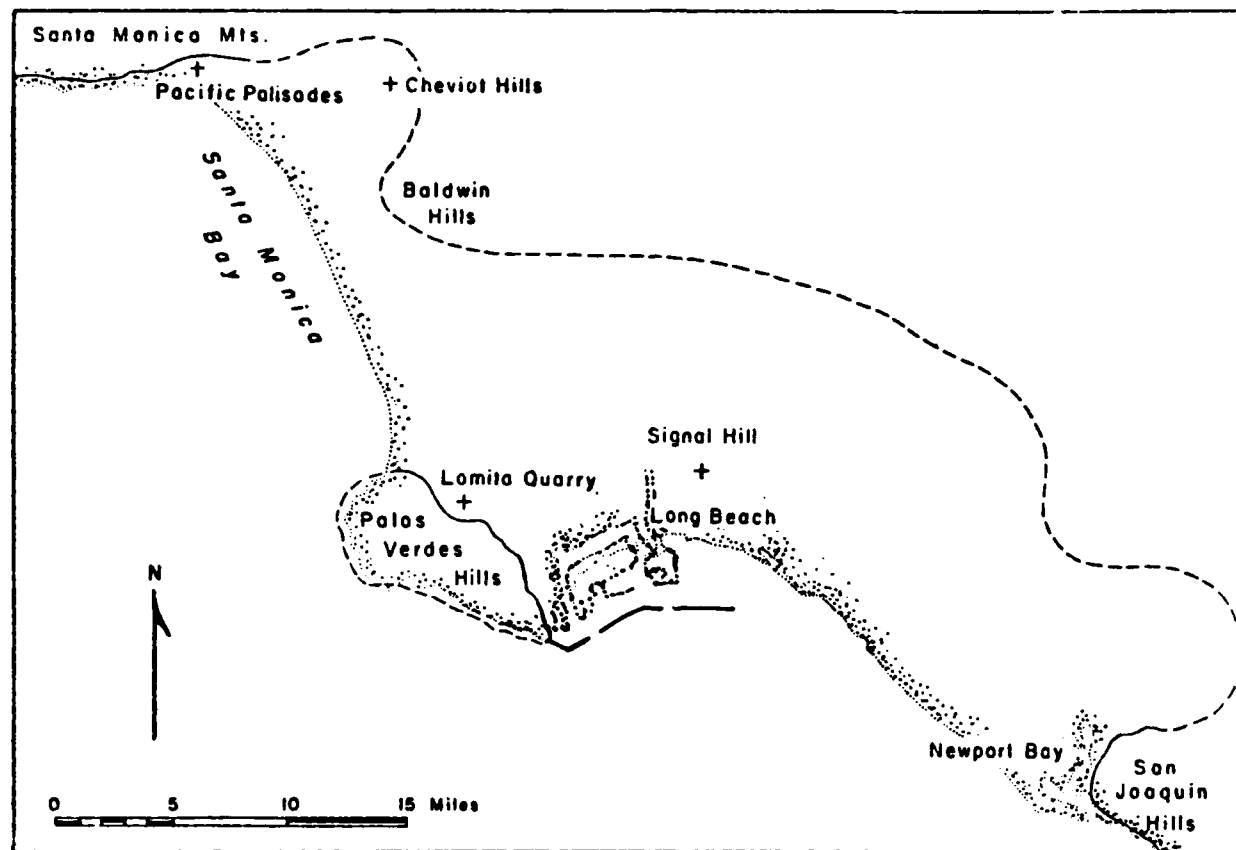 Santa Monica Mts.
Pacific Palisades
Cheviot Hills
Santa Monica
Bay
Baldwin
Hills
Signal Hill
Lomita Quarry
Long Beach
Palos
Verdes
Hills
N
Newport Bay
San
Joaquin
Hills
0 5 10 15 Miles